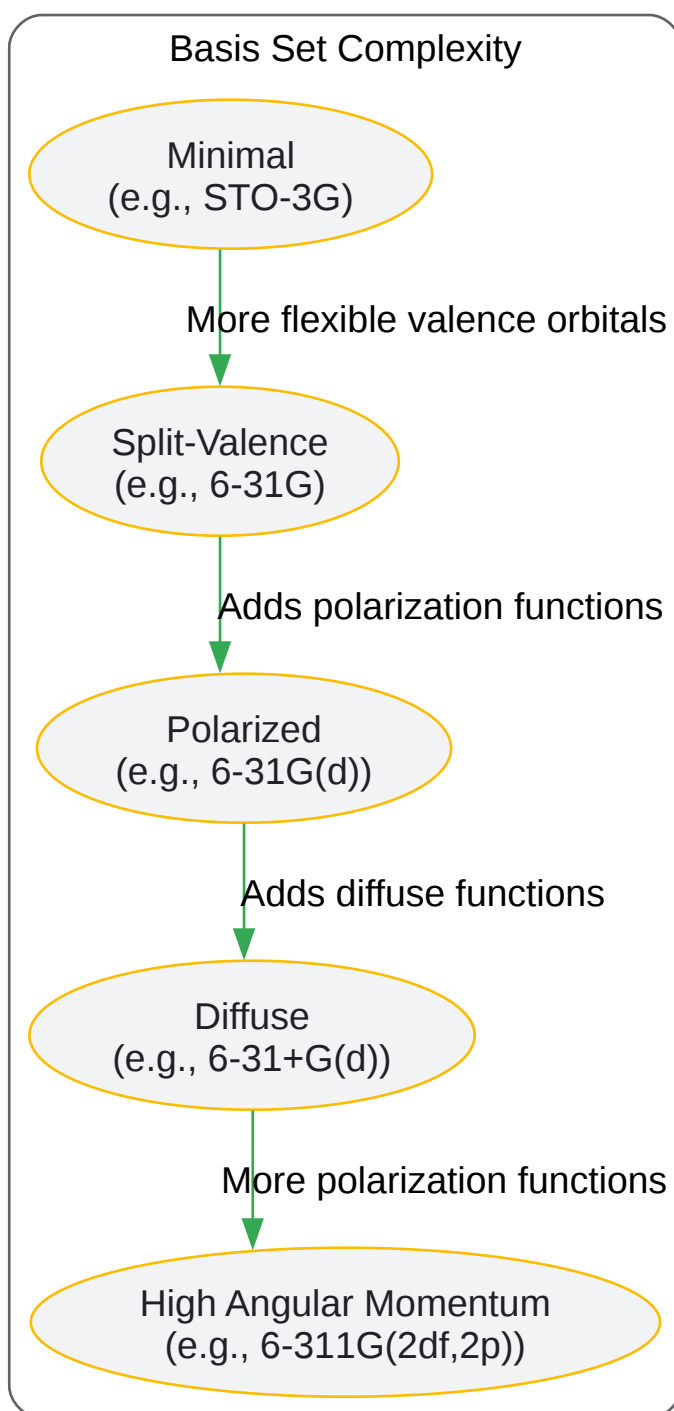 Basis Set Complexity
Minimal
(e.g., STO-3G)
More flexible valence orbitals
Split-Valence
(e.g., 6-31G)
Adds polarization functions
Polarized
(e.g., 6-31G(d))
Adds diffuse functions
Diffuse
(e.g., 6-31+G(d))
More polarization functions
High Angular Momentum
(e.g., 6-311G(2df,2p))